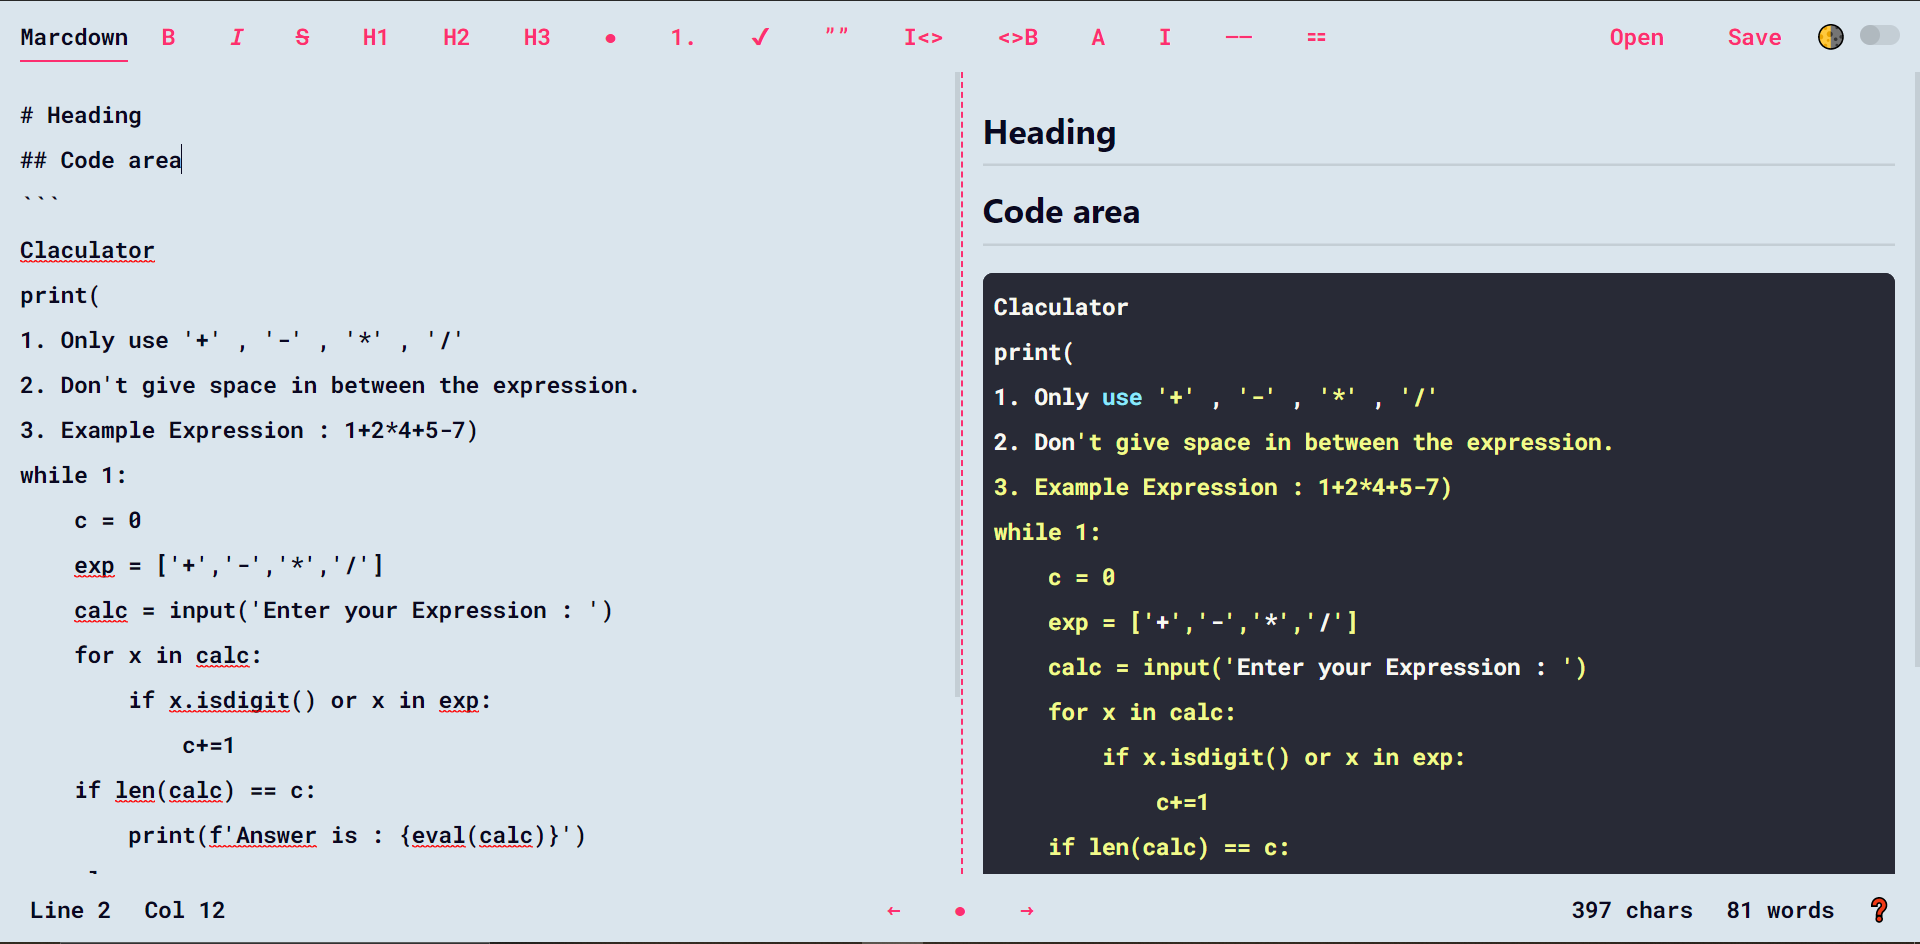 Marcdown B I S H1 H2 H3 ● 1. ✓ ”” I<> <>B A I —— == Open Save
# Heading
## Code area
```
Claculator
print(
1. Only use '+' , '-' , '*' , '/'
2. Don't give space in between the expression.
3. Example Expression : 1+2*4+5-7)
while 1:
    c = 0
    exp = ['+','-','*','/']
    calc = input('Enter your Expression : ')
    for x in calc:
        if x.isdigit() or x in exp:
            c+=1
    if len(calc) == c:
        print(f'Answer is : {eval(calc)}')
Heading
Code area
Claculator
print(
1. Only use '+' , '-' , '*' , '/'
2. Don't give space in between the expression.
3. Example Expression : 1+2*4+5-7)
while 1:
    c = 0
    exp = ['+','-','*','/']
    calc = input('Enter your Expression : ')
    for x in calc:
        if x.isdigit() or x in exp:
            c+=1
    if len(calc) == c:
Line 2 Col 12 ← ● → 397 chars 81 words ?